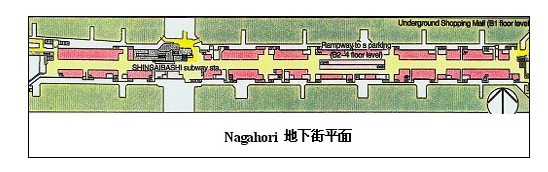 Underground Shopping Mall (B1 floor level)
Rampway to a parking
(B2~4 floor level)
SHINSAIBASHI subway sta.
Nagahori 地下街平面